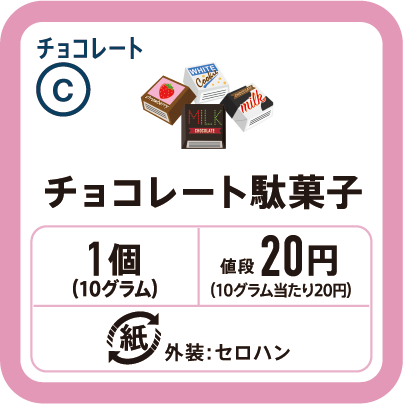 チョコレート
C
WHITE
Cookie
STRAWBERRY
milk
MILK
CHOCOLATE
チョコレート駄菓子
1個
(10グラム)
値段 20円
(10グラム当たり20円)
紙 外装:セロハン